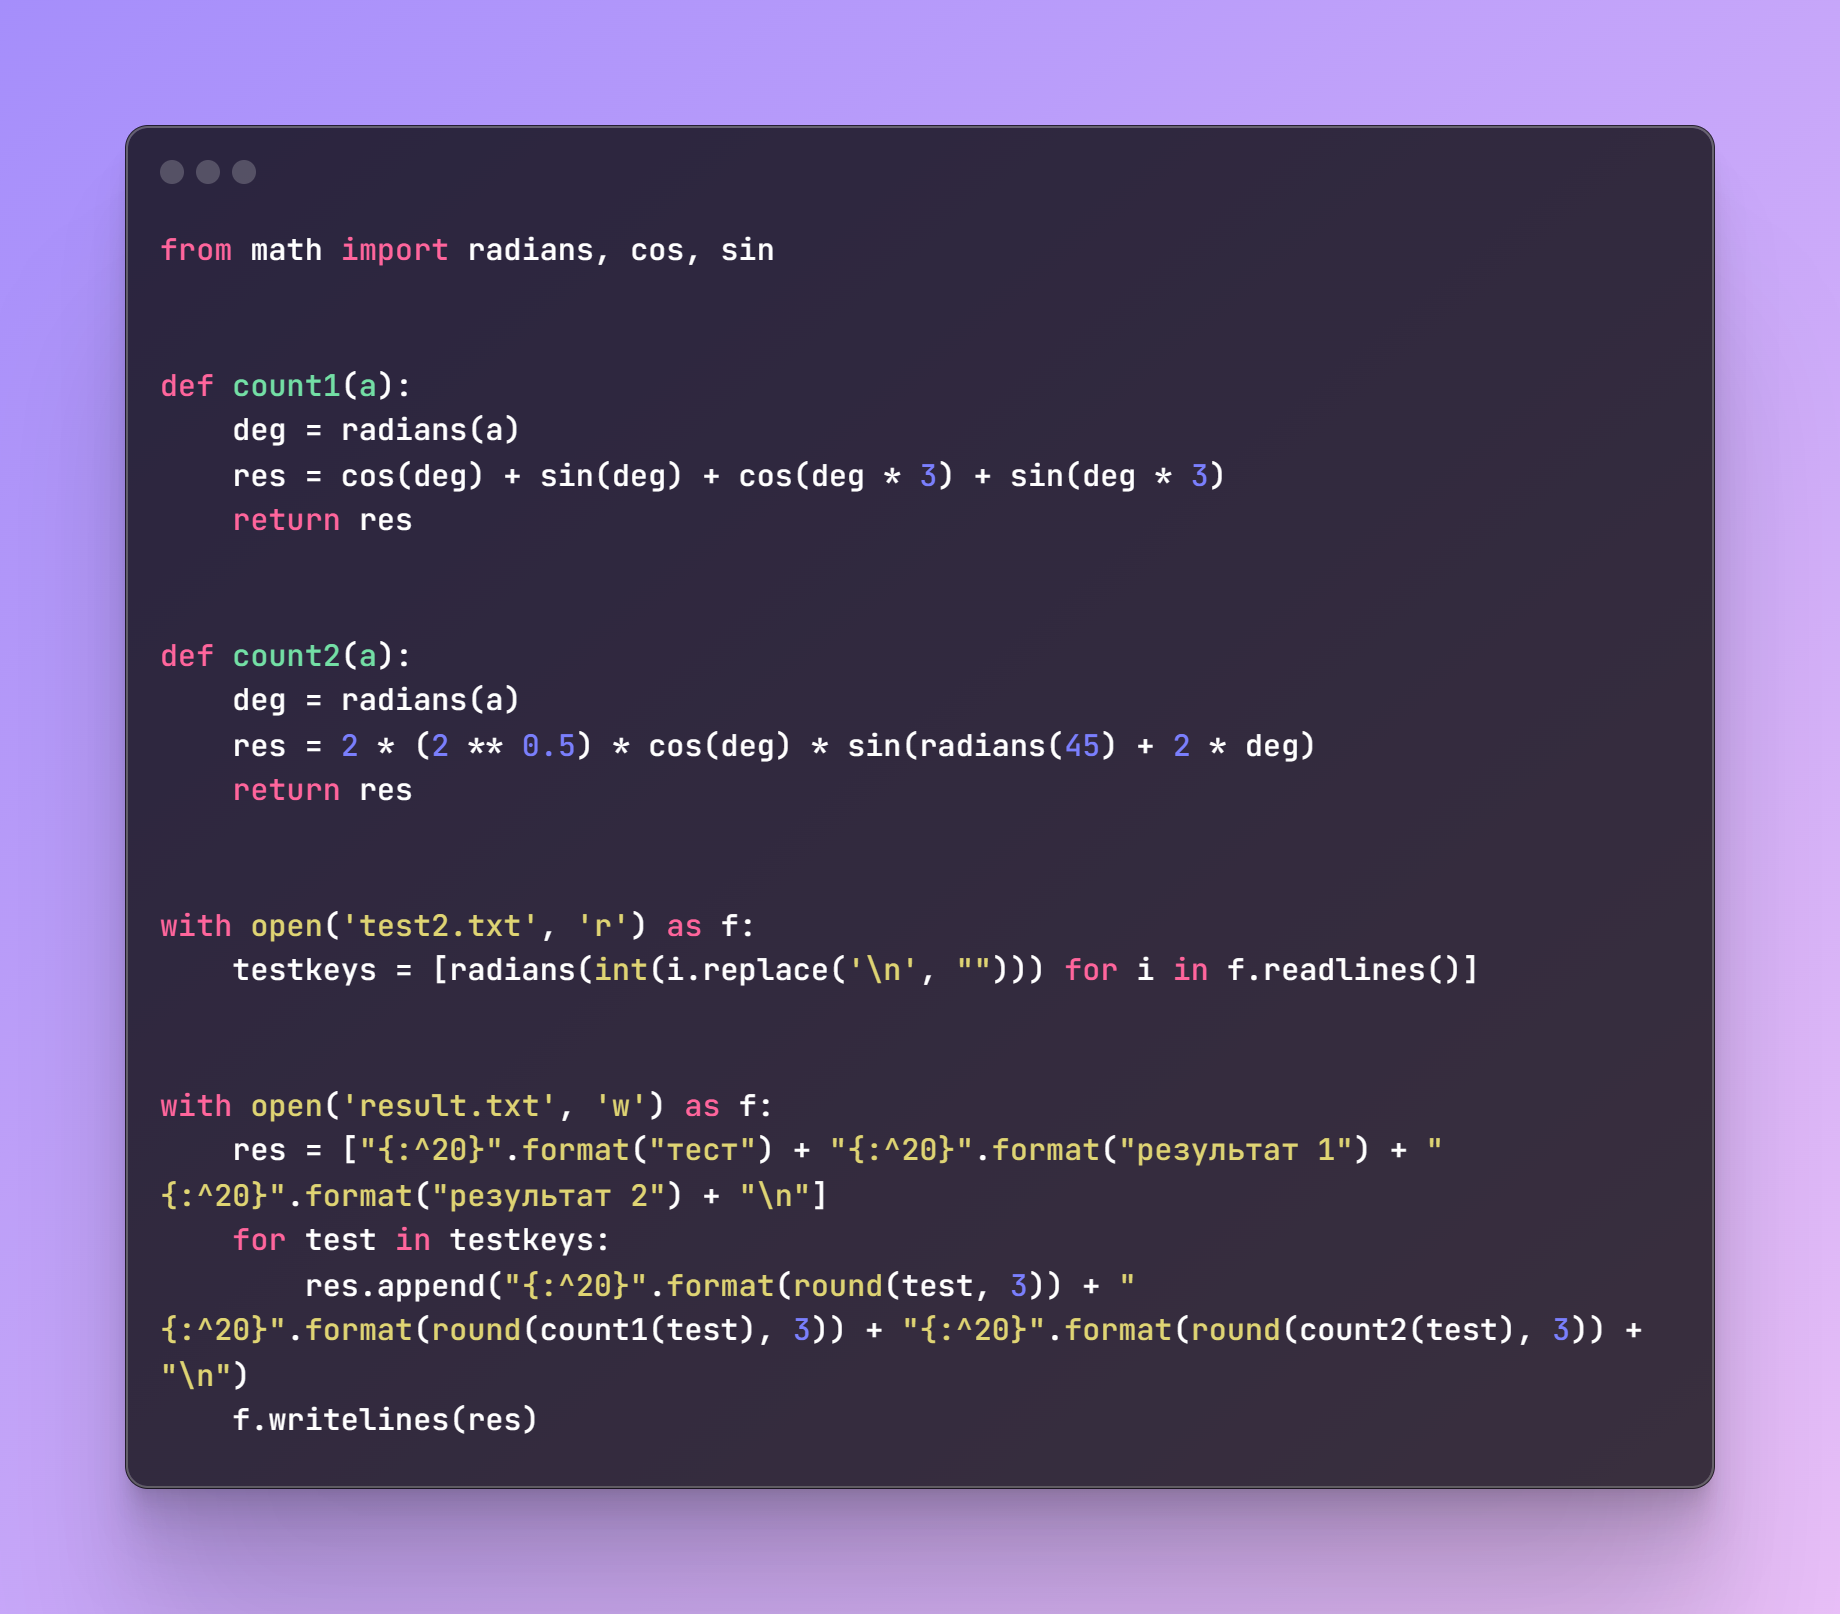 from math import radians, cos, sin
def count1(a):
    deg = radians(a)
    res = cos(deg) + sin(deg) + cos(deg * 3) + sin(deg * 3)
    return res
def count2(a):
    deg = radians(a)
    res = 2 * (2 ** 0.5) * cos(deg) * sin(radians(45) + 2 * deg)
    return res
with open('test2.txt', 'r') as f:
    testkeys = [radians(int(i.replace('\n', ""))) for i in f.readlines()]
with open('result.txt', 'w') as f:
    res = ["{:^20}".format("тест") + "{:^20}".format("результат 1") + "
{:^20}".format("результат 2") + "\n"]
    for test in testkeys:
        res.append("{:^20}".format(round(test, 3)) + "
{:^20}".format(round(count1(test), 3)) + "{:^20}".format(round(count2(test), 3)) +
"\n")
    f.writelines(res)